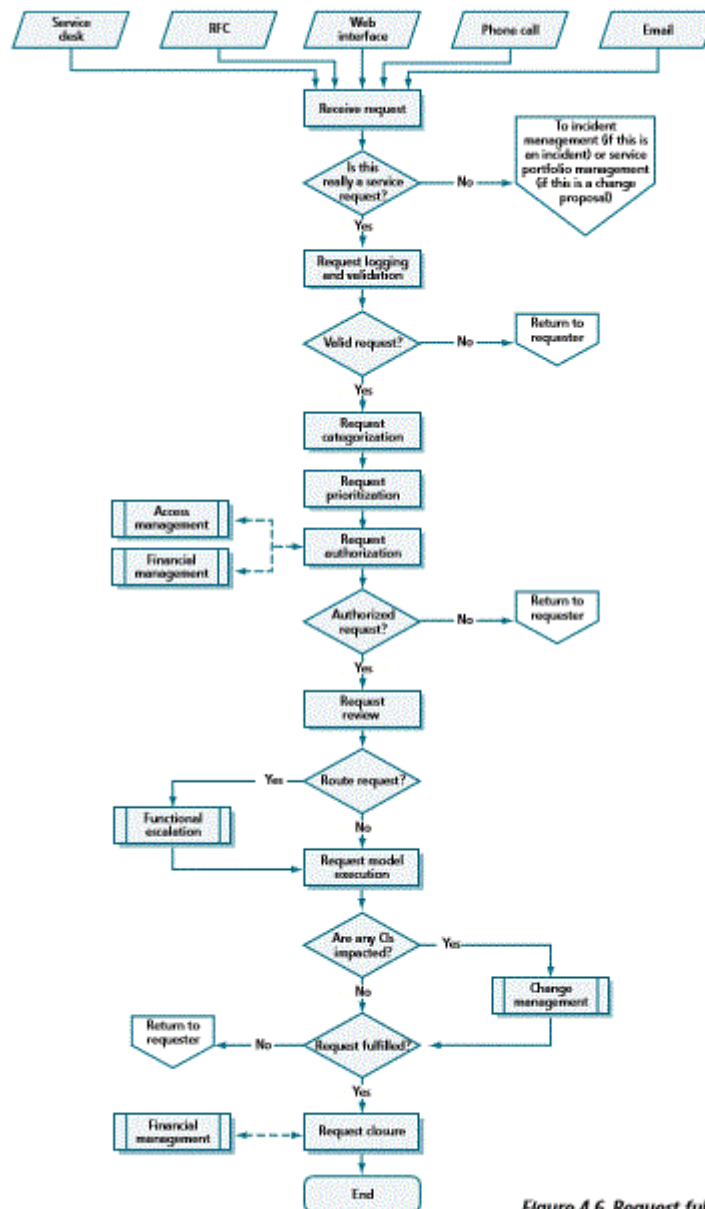 Service
desk
RFC
Web
interface
Phone call
Email
Receive request
Is this
really a service
request?
No
To incident
management (if this is
an incident) or service
portfolio management
(if this is a change
proposal)
Yes
Request logging
and validation
Valid request?
No
Return to
requester
Yes
Request
categorization
Request
prioritization
Access
management
Financial
management
Request
authorization
Authorized
request?
No
Return to
requester
Yes
Request
review
Route request?
Yes
Functional
escalation
No
Request model
execution
Are any CIs
impacted?
Yes
Change
management
No
Return to
requester
No
Request fulfilled?
Yes
Financial
management
Request closure
End
Figure 4.6 Request ful